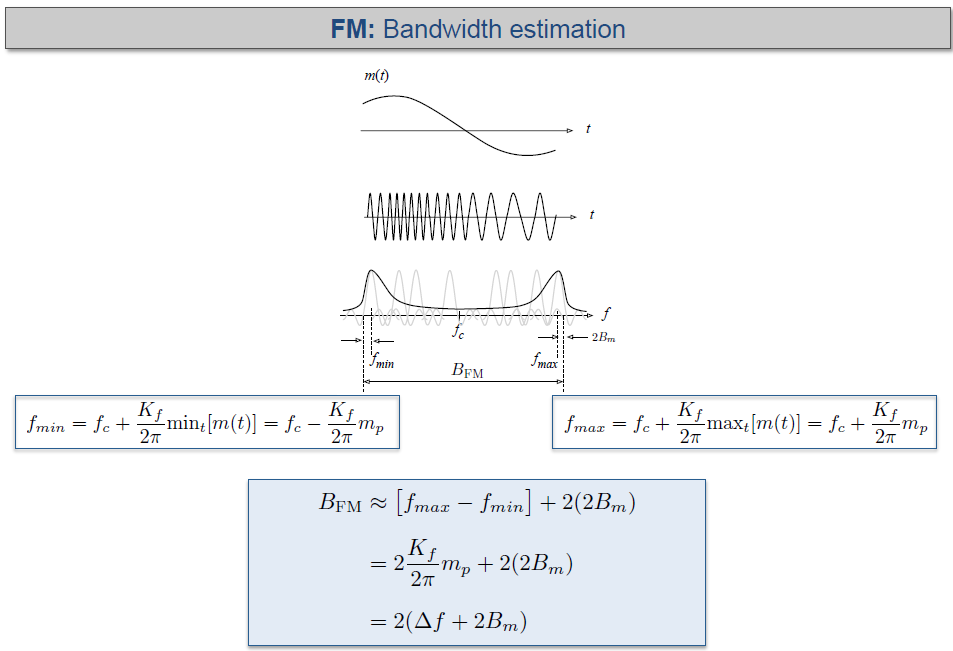 FM: Bandwidth estimation
m(t)
t
t
f
f_c
2B_m
f_min
f_max
B_FM
f_min = f_c + K_f/2π min_t[m(t)] = f_c − K_f/2π m_p
f_max = f_c + K_f/2π max_t[m(t)] = f_c + K_f/2π m_p
B_FM ≈ [f_max − f_min] + 2(2B_m)
= 2 K_f/2π m_p + 2(2B_m)
= 2(Δf + 2B_m)